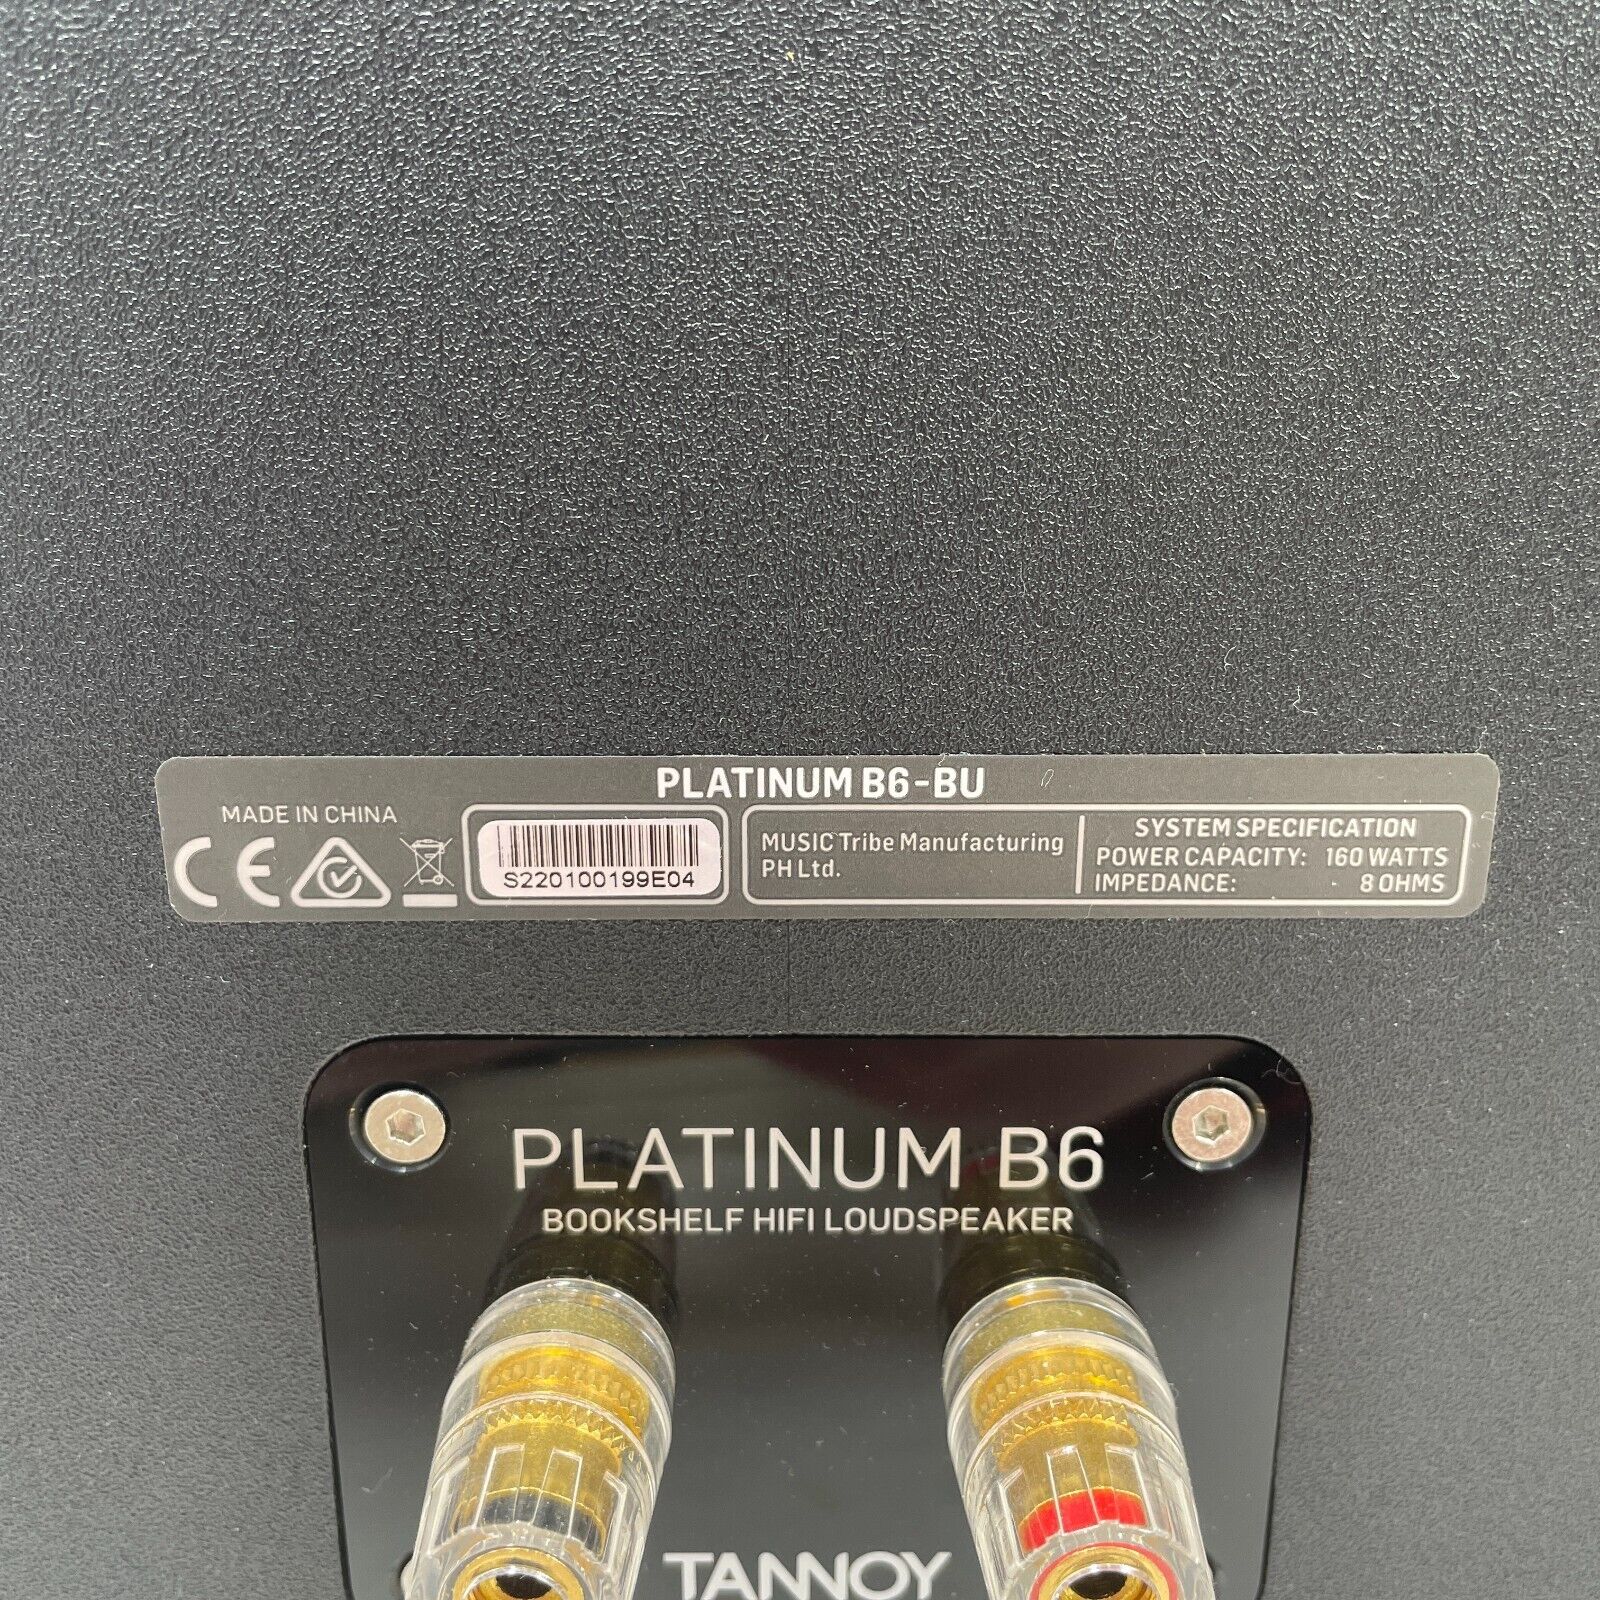 PLATINUM B6-BU
MADE IN CHINA
CE
S220100199E04
MUSIC Tribe Manufacturing
PH Ltd.
SYSTEM SPECIFICATION
POWER CAPACITY: 160 WATTS
IMPEDANCE: 8 OHMS
PLATINUM B6
BOOKSHELF HIFI LOUDSPEAKER
TANNOY